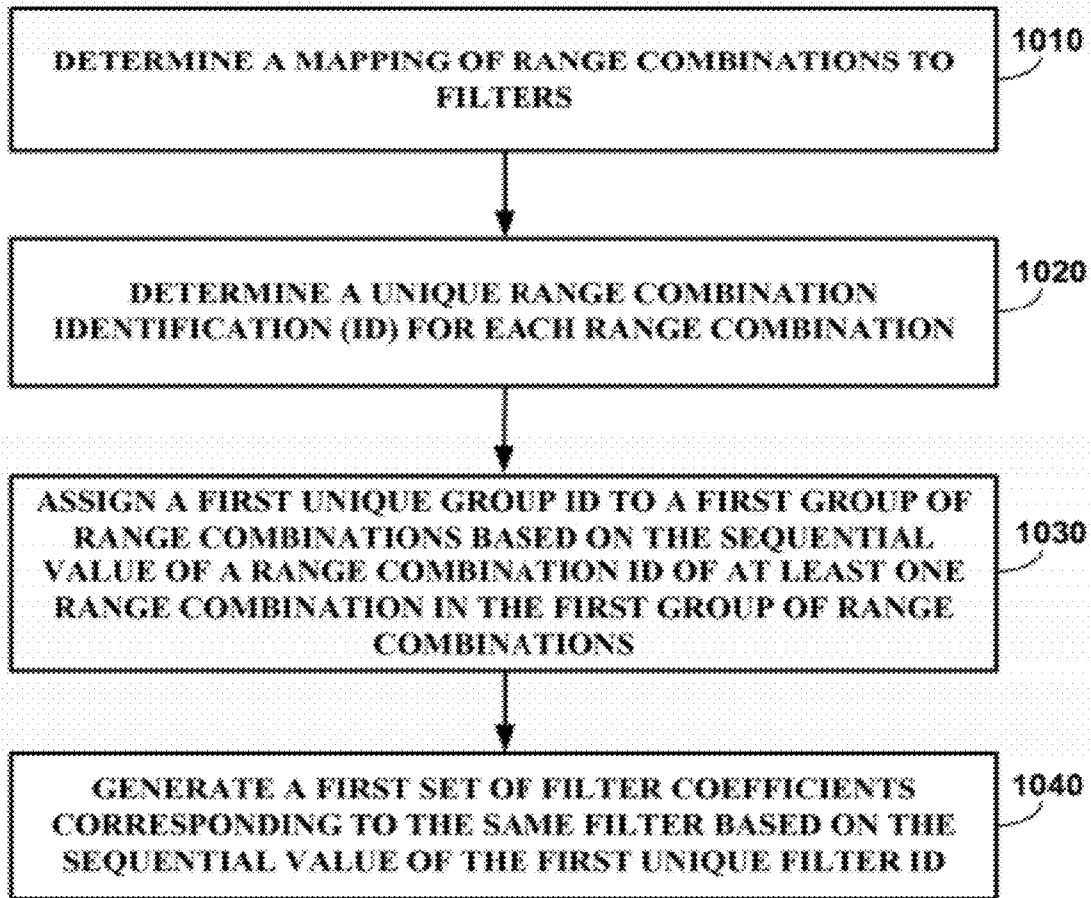 DETERMINE A MAPPING OF RANGE COMBINATIONS TO
FILTERS
1010
DETERMINE A UNIQUE RANGE COMBINATION
IDENTIFICATION (ID) FOR EACH RANGE COMBINATION
1020
ASSIGN A FIRST UNIQUE GROUP ID TO A FIRST GROUP OF
RANGE COMBINATIONS BASED ON THE SEQUENTIAL
VALUE OF A RANGE COMBINATION ID OF AT LEAST ONE
RANGE COMBINATION IN THE FIRST GROUP OF RANGE
COMBINATIONS
1030
GENERATE A FIRST SET OF FILTER COEFFICIENTS
CORRESPONDING TO THE SAME FILTER BASED ON THE
SEQUENTIAL VALUE OF THE FIRST UNIQUE FILTER ID
1040